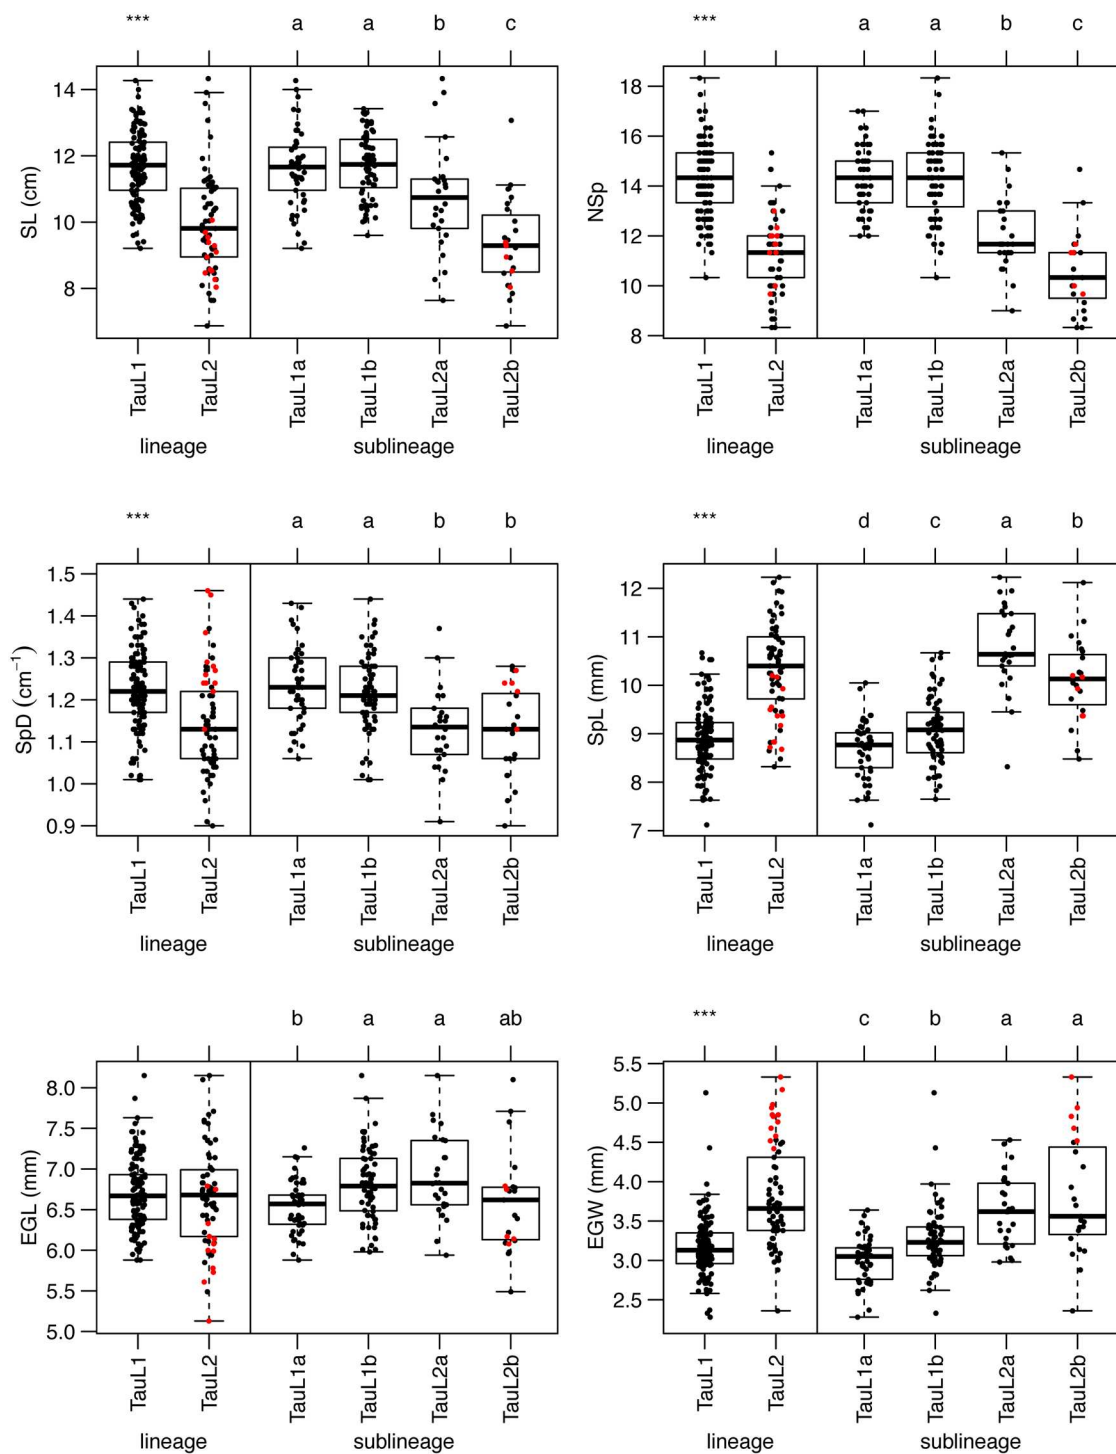 *** a a b c
SL (cm)
14
12
10
8
TauL1 TauL2 TauL1a TauL1b TauL2a TauL2b
lineage sublineage
*** a a b c
NSp
18
16
14
12
10
8
TauL1 TauL2 TauL1a TauL1b TauL2a TauL2b
lineage sublineage
*** a a b b
SpD (cm⁻¹)
1.5
1.4
1.3
1.2
1.1
1.0
0.9
TauL1 TauL2 TauL1a TauL1b TauL2a TauL2b
lineage sublineage
*** d c a b
SpL (mm)
12
11
10
9
8
7
TauL1 TauL2 TauL1a TauL1b TauL2a TauL2b
lineage sublineage
b a a ab
EGL (mm)
8.0
7.5
7.0
6.5
6.0
5.5
5.0
TauL1 TauL2 TauL1a TauL1b TauL2a TauL2b
lineage sublineage
*** c b a a
EGW (mm)
5.5
5.0
4.5
4.0
3.5
3.0
2.5
TauL1 TauL2 TauL1a TauL1b TauL2a TauL2b
lineage sublineage